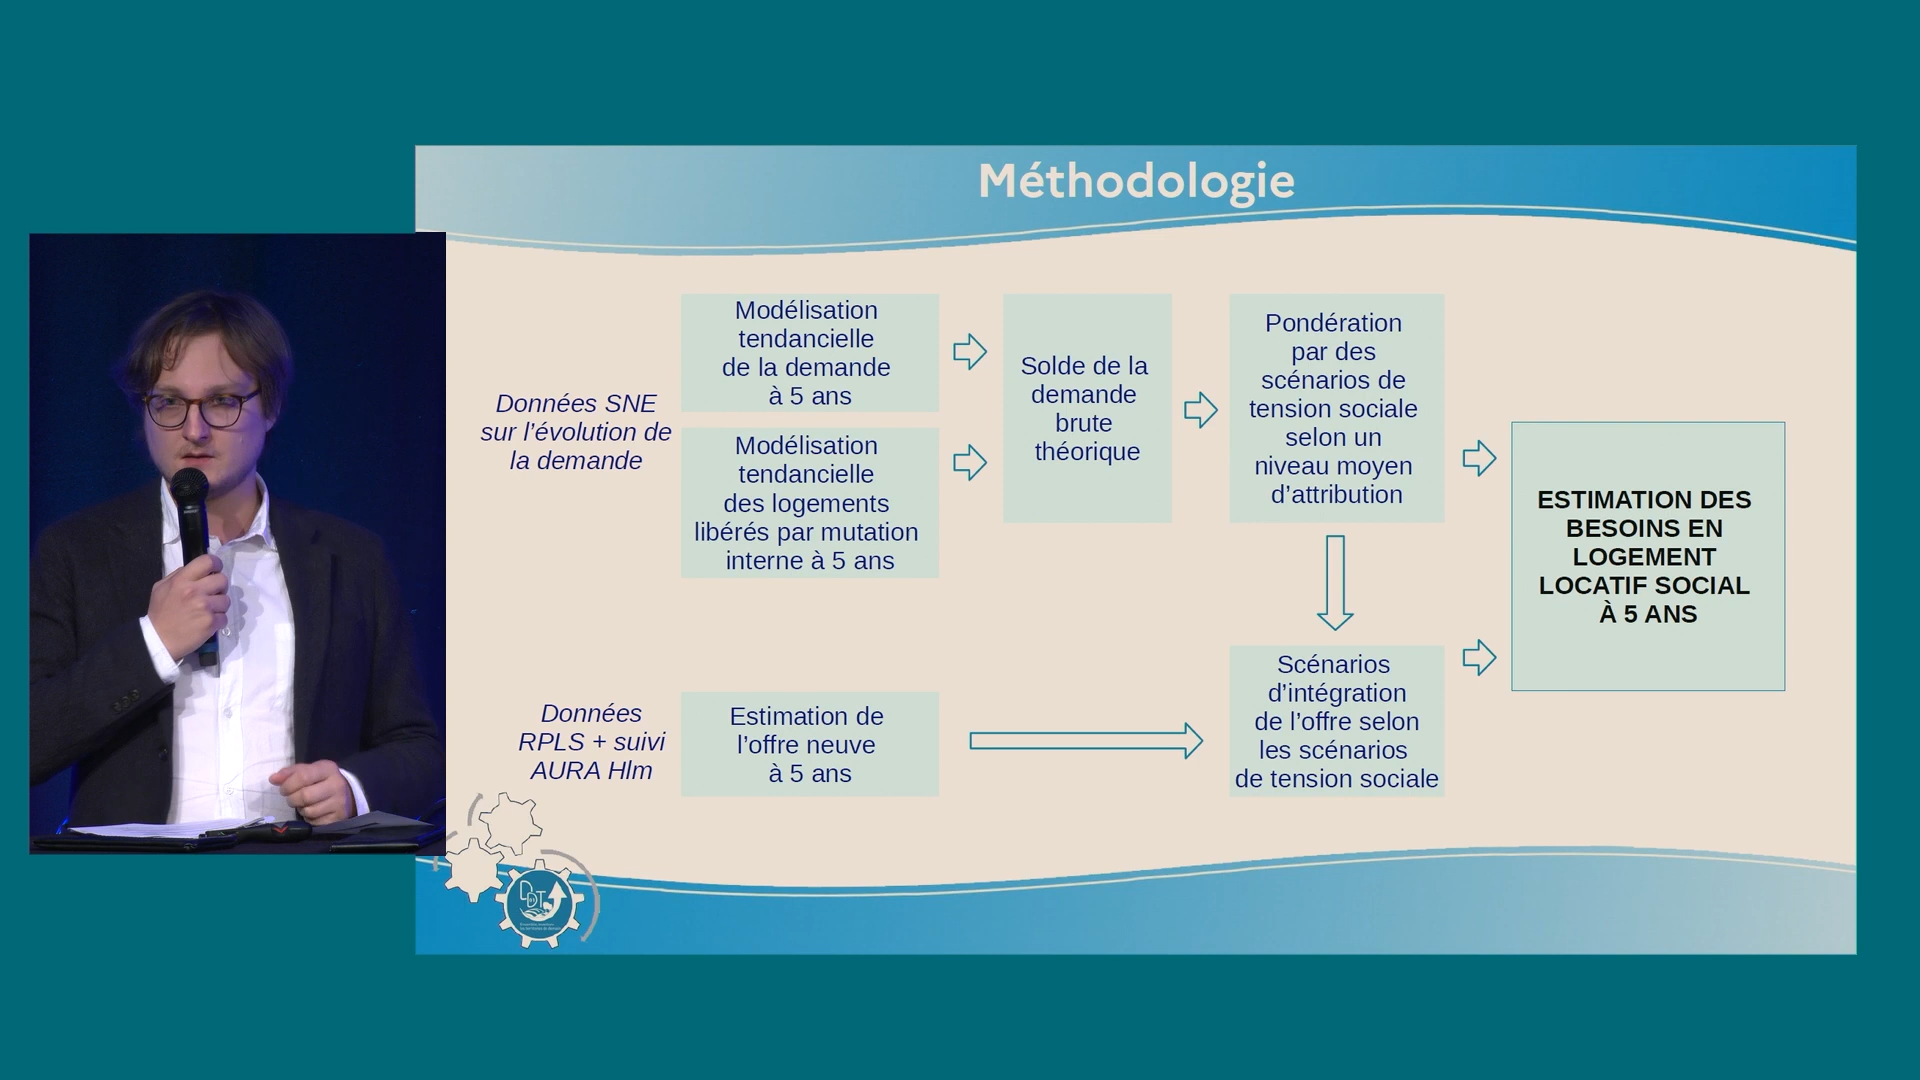 Méthodologie
Données SNE
sur l’évolution de
la demande
Modélisation
tendancielle
de la demande
à 5 ans
Modélisation
tendancielle
des logements
libérés par mutation
interne à 5 ans
Solde de la
demande
brute
théorique
Pondération
par des
scénarios de
tension sociale
selon un
niveau moyen
d’attribution
ESTIMATION DES
BESOINS EN
LOGEMENT
LOCATIF SOCIAL
À 5 ANS
Données
RPLS + suivi
AURA Hlm
Estimation de
l’offre neuve
à 5 ans
Scénarios
d’intégration
de l’offre selon
les scénarios
de tension sociale
DDT